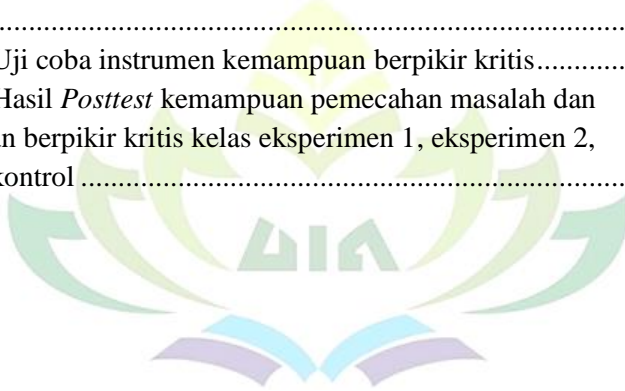 ....................................................................................
Uji coba instrumen kemampuan berpikir kritis............
Hasil Posttest kemampuan pemecahan masalah dan
berpikir kritis kelas eksperimen 1, eksperimen 2,
kontrol.........................................................................
UIN